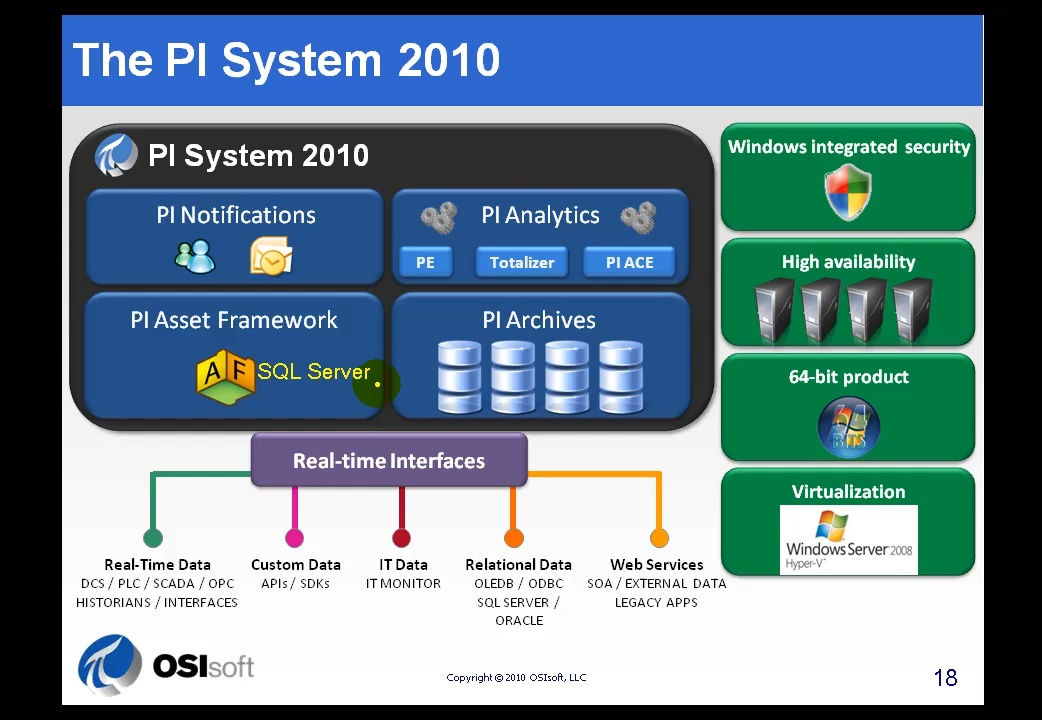 The PI System 2010
PI System 2010
PI Notifications
PI Analytics
PE
Totalizer
PI ACE
PI Asset Framework
AF
SQL Server
PI Archives
Windows integrated security
High availability
64-bit product
64
BITS
Virtualization
Windows Server 2008
Hyper-V
Real-time Interfaces
Real-Time Data
DCS / PLC / SCADA / OPC
HISTORIANS / INTERFACES
Custom Data
APIs / SDKs
IT Data
IT MONITOR
Relational Data
OLEDB / ODBC
SQL SERVER /
ORACLE
Web Services
SOA / EXTERNAL DATA
LEGACY APPS
OSIsoft
Copyright © 2010 OSIsoft, LLC
18